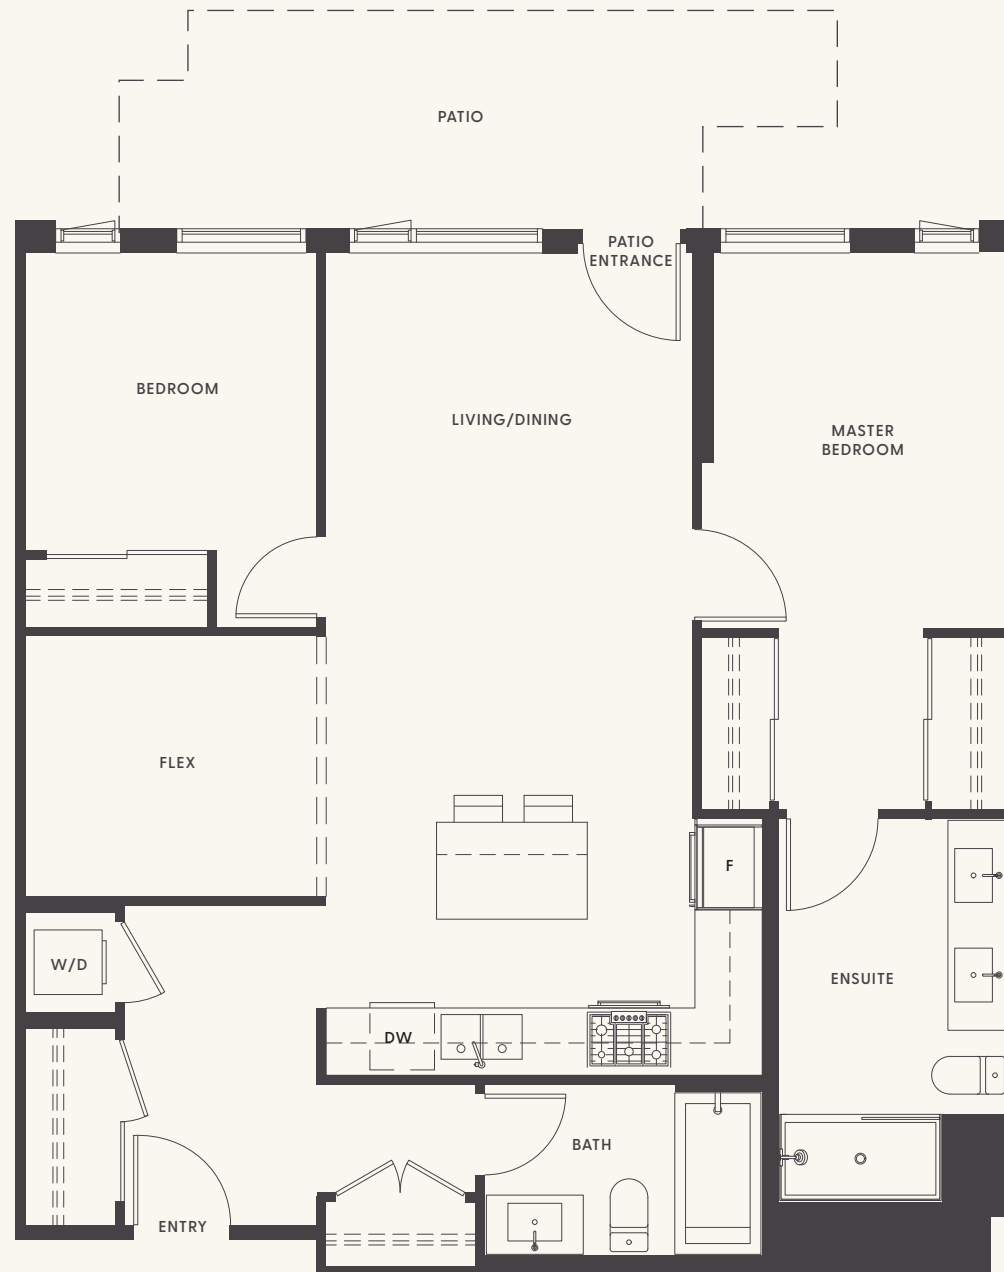 PATIO
PATIO
ENTRANCE
BEDROOM
LIVING/DINING
MASTER
BEDROOM
FLEX
F
W/D
ENSUITE
DW
BATH
ENTRY